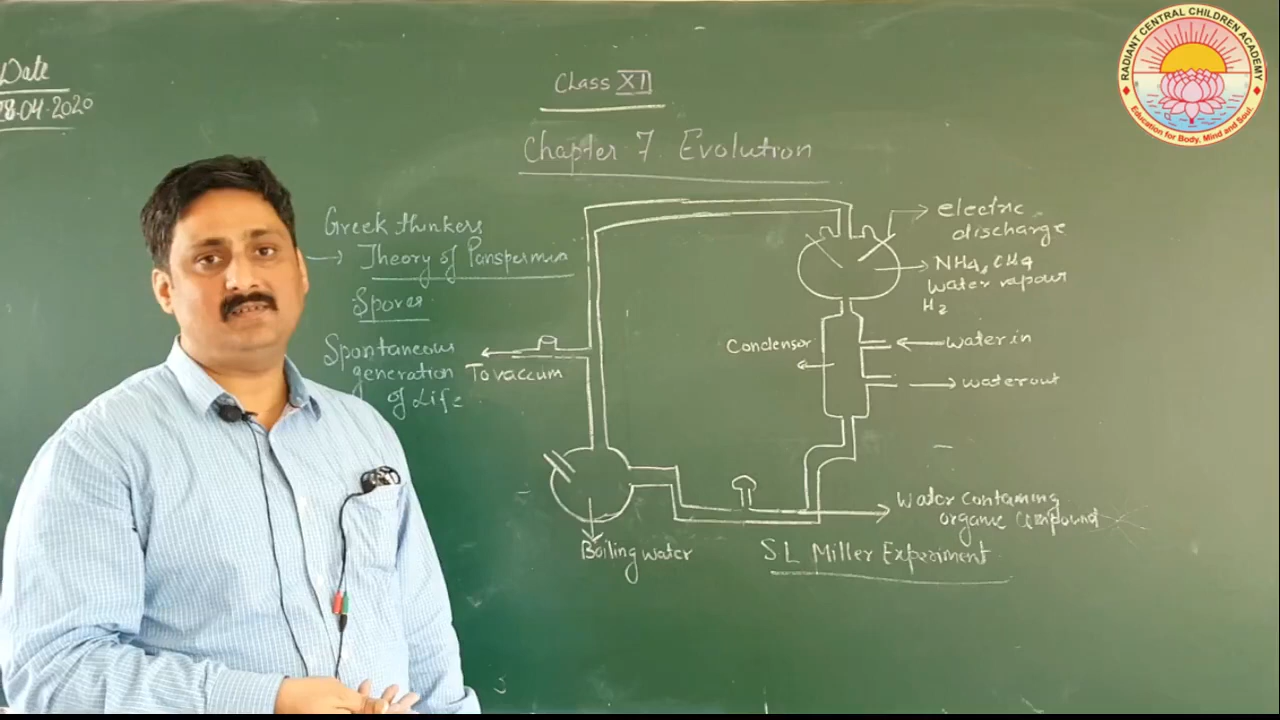 Date
28.04.2020
Class XI
Chapter 7 Evolution
Greek thinkers
→ Theory of Panspermia
Spores
Spontaneous
generation
of Life
To vaccum
Boiling water
electric
discharge
NH4, CH4
water vapour
H2
Condensor
water in
water out
Water containing
organic compound
S L Miller Experiment
RADIANT CENTRAL CHILDREN ACADEMY
Education for Body, Mind and Soul.